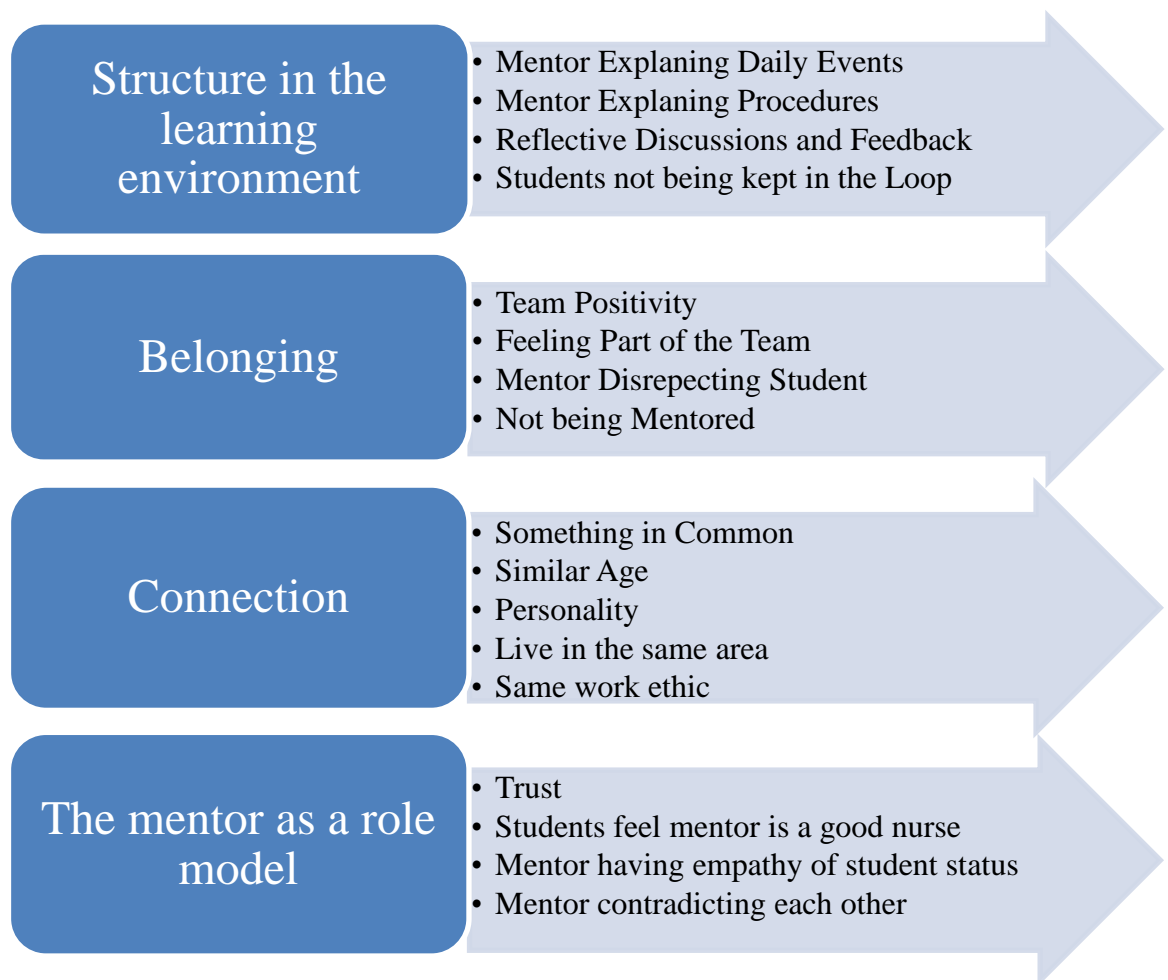 Structure in the
learning
environment
• Mentor Explaning Daily Events
• Mentor Explaning Procedures
• Reflective Discussions and Feedback
• Students not being kept in the Loop
Belonging
• Team Positivity
• Feeling Part of the Team
• Mentor Disrepecting Student
• Not being Mentored
Connection
• Something in Common
• Similar Age
• Personality
• Live in the same area
• Same work ethic
The mentor as a role
model
• Trust
• Students feel mentor is a good nurse
• Mentor having empathy of student status
• Mentor contradicting each other